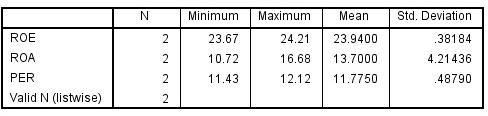 N Minimum Maximum Mean Std. Deviation
ROE 2 23.67 24.21 23.9400 .38184
ROA 2 10.72 16.68 13.7000 4.21436
PER 2 11.43 12.12 11.7750 .48790
Valid N (listwise) 2